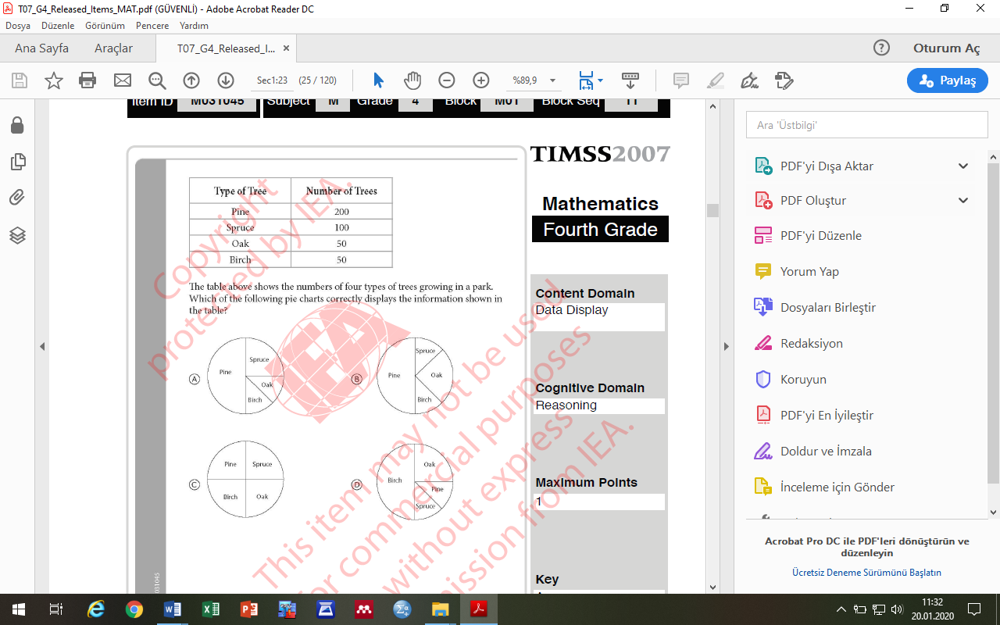 T07_G4_Released_Items_MAT.pdf (GÜVENLİ) - Adobe Acrobat Reader DC
Dosya Düzenle Görünüm Pencere Yardım
Ana Sayfa Araçlar T07_G4_Released_I... × ? Oturum Aç
Sec1:23 (25 / 120) %89,9 Paylaş
Item ID M031045 Subject M Grade 4 Block M01 Block Seq 11
TIMSS2007
Mathematics
Fourth Grade
Type of Tree Number of Trees
Pine 200
Spruce 100
Oak 50
Birch 50
The table above shows the numbers of four types of trees growing in a park.
Which of the following pie charts correctly displays the information shown in
the table?
A Pine Spruce Oak Birch
B Pine Spruce Oak Birch
C Pine Spruce Birch Oak
D Birch Oak Pine Spruce
Content Domain
Data Display
Cognitive Domain
Reasoning
Maximum Points
1
Key
Copyright
protected by IEA.
IEA
This item may not be used
for commercial purposes
without express
mission from IEA.
Ara 'Üstbilgi'
PDF'yi Dışa Aktar
PDF Oluştur
PDF'yi Düzenle
Yorum Yap
Dosyaları Birleştir
Redaksiyon
Koruyun
PDF'yi En İyileştir
Doldur ve İmzala
İnceleme için Gönder
Acrobat Pro DC ile PDF'leri dönüştürün ve
düzenleyin
Ücretsiz Deneme Sürümünü Başlatın
11:32
20.01.2020